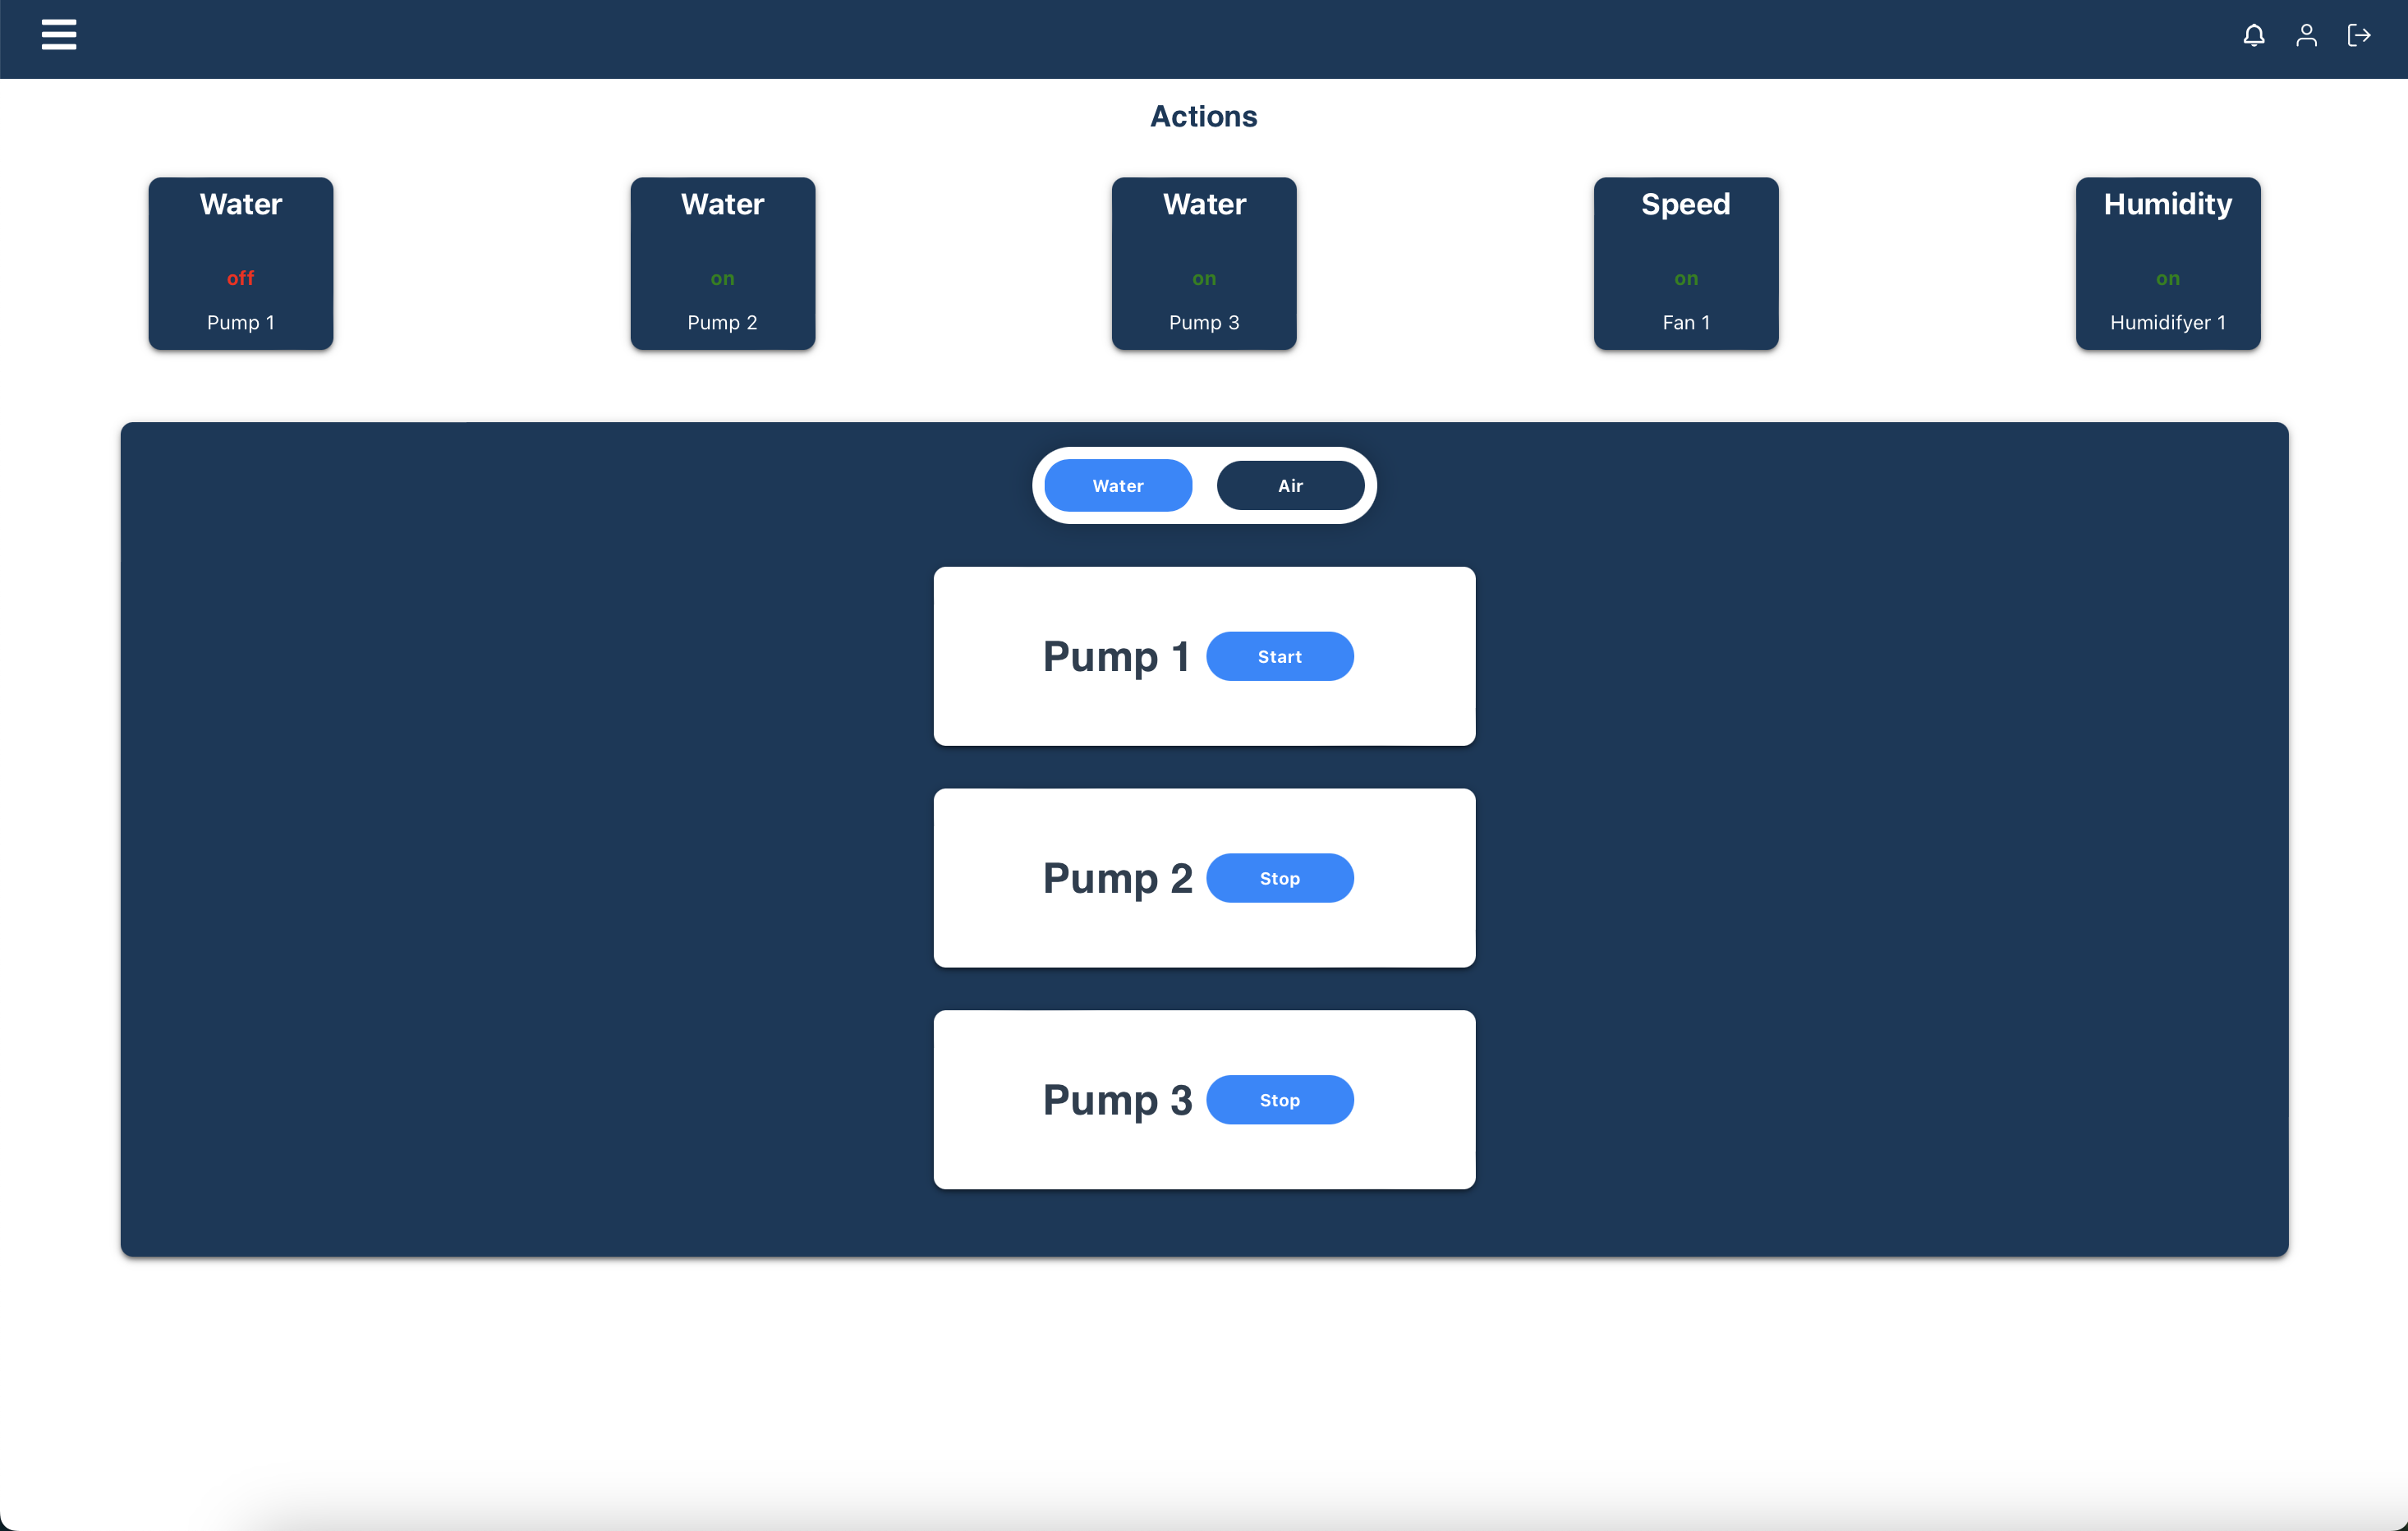 Actions
Water
off
Pump 1
Water
on
Pump 2
Water
on
Pump 3
Speed
on
Fan 1
Humidity
on
Humidifyer 1
Water Air
Pump 1 Start
Pump 2 Stop
Pump 3 Stop